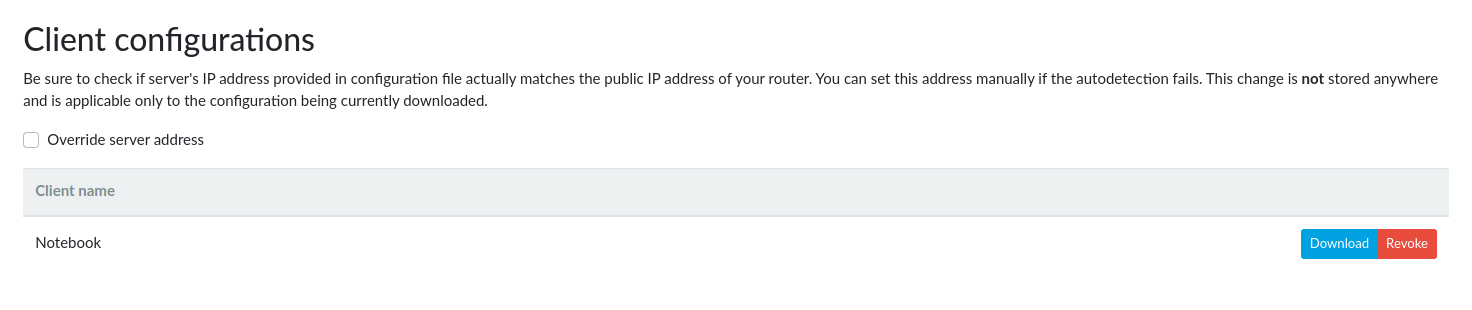 Client configurations
Be sure to check if server's IP address provided in configuration file actually matches the public IP address of your router. You can set this address manually if the autodetection fails. This change is not stored anywhere
and is applicable only to the configuration being currently downloaded.
Override server address
Client name
Notebook Download Revoke